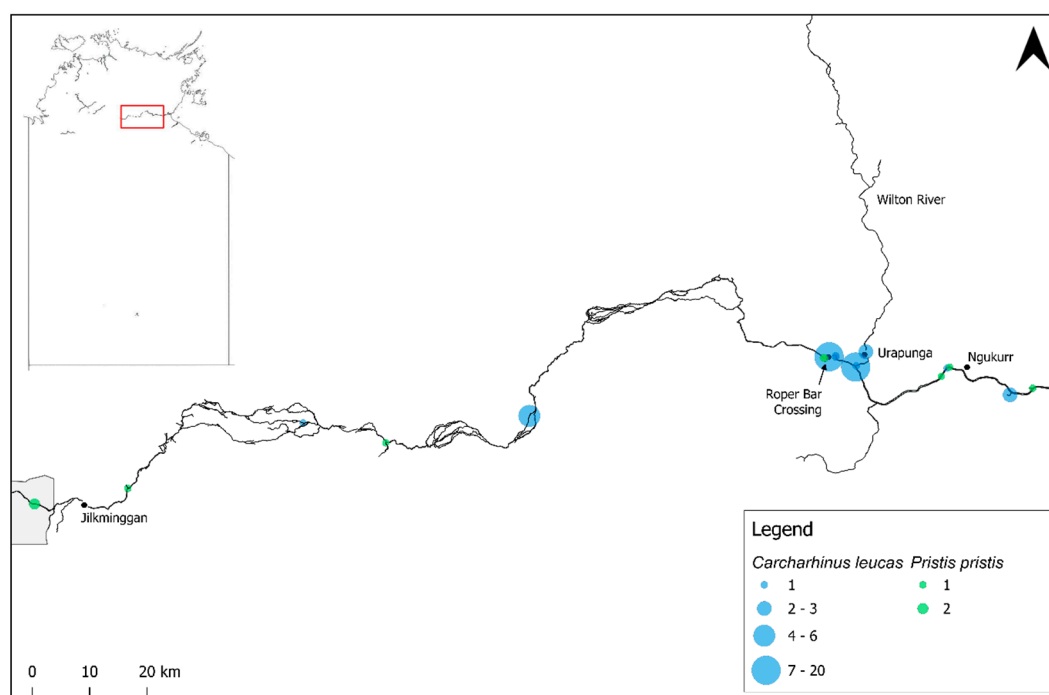 Wilton River
Urapunga
Ngukurr
Roper Bar
Crossing
Jilkminggan
Legend
Carcharhinus leucas Pristis pristis
1 1
2 - 3 2
4 - 6
7 - 20
0 10 20 km